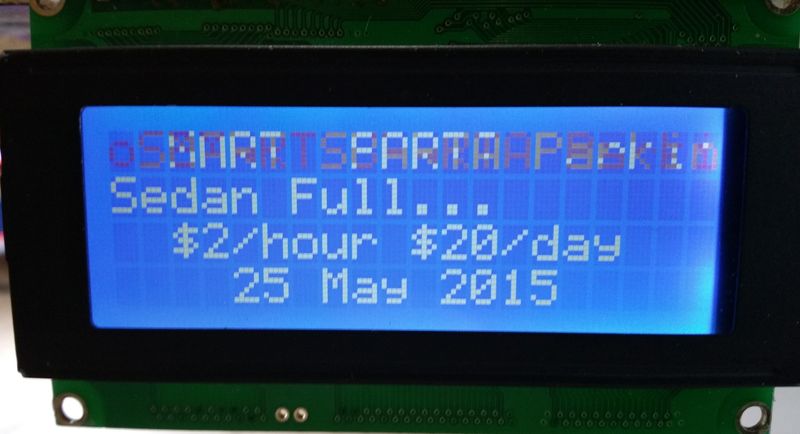 Sedan Full...
$2/hour $20/day
25 May 2015